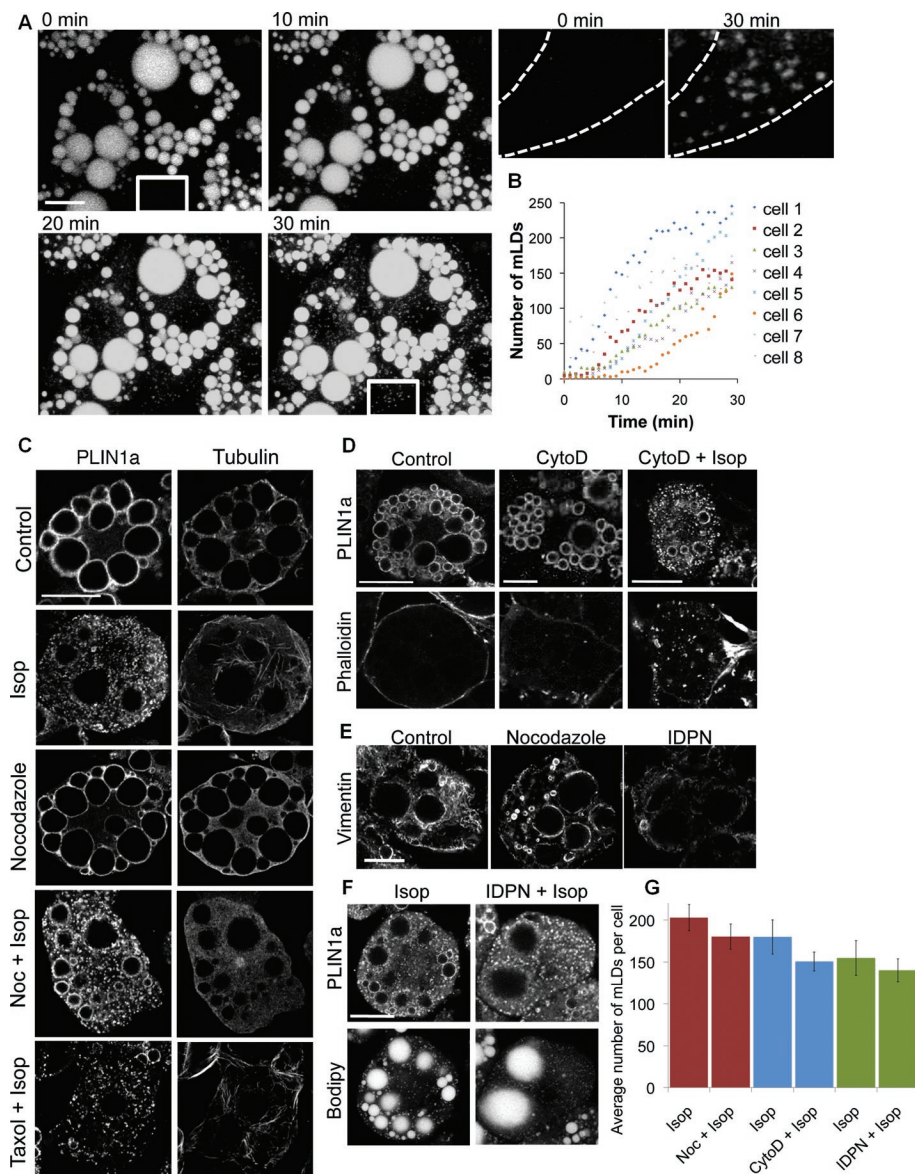 A
0 min
10 min
0 min
30 min
20 min
30 min
B
250
200
150
100
50
0
0
10
20
30
Number of mLDs
Time (min)
cell 1
cell 2
cell 3
cell 4
cell 5
cell 6
cell 7
cell 8
C
PLIN1a
Tubulin
Control
Isop
Nocodazole
Noc + Isop
Taxol + Isop
D
Control
CytoD
CytoD + Isop
PLIN1a
Phalloidin
E
Control
Nocodazole
IDPN
Vimentin
F
Isop
IDPN + Isop
PLIN1a
Bodipy
G
Average number of mLDs per cell
200
150
100
50
0
Isop
Noc + Isop
Isop
CytoD + Isop
Isop
IDPN + Isop